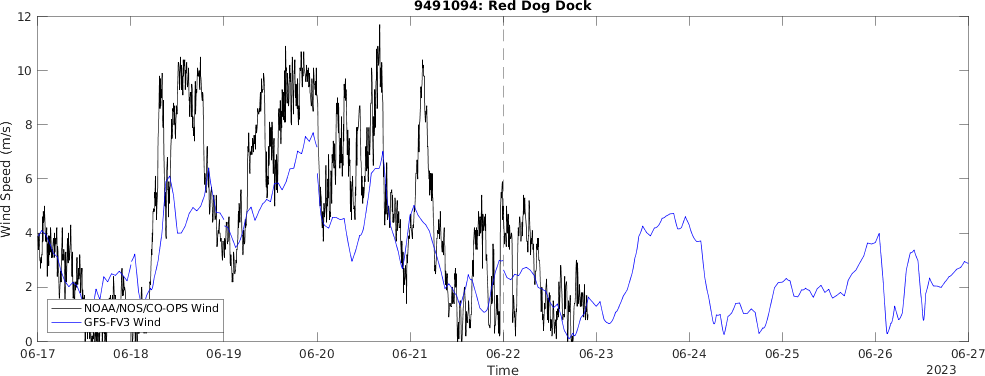 9491094: Red Dog Dock
Wind Speed (m/s)
12
10
8
6
4
2
0
NOAA/NOS/CO-OPS Wind
GFS-FV3 Wind
06-17 06-18 06-19 06-20 06-21 06-22 06-23 06-24 06-25 06-26 06-27
Time
2023